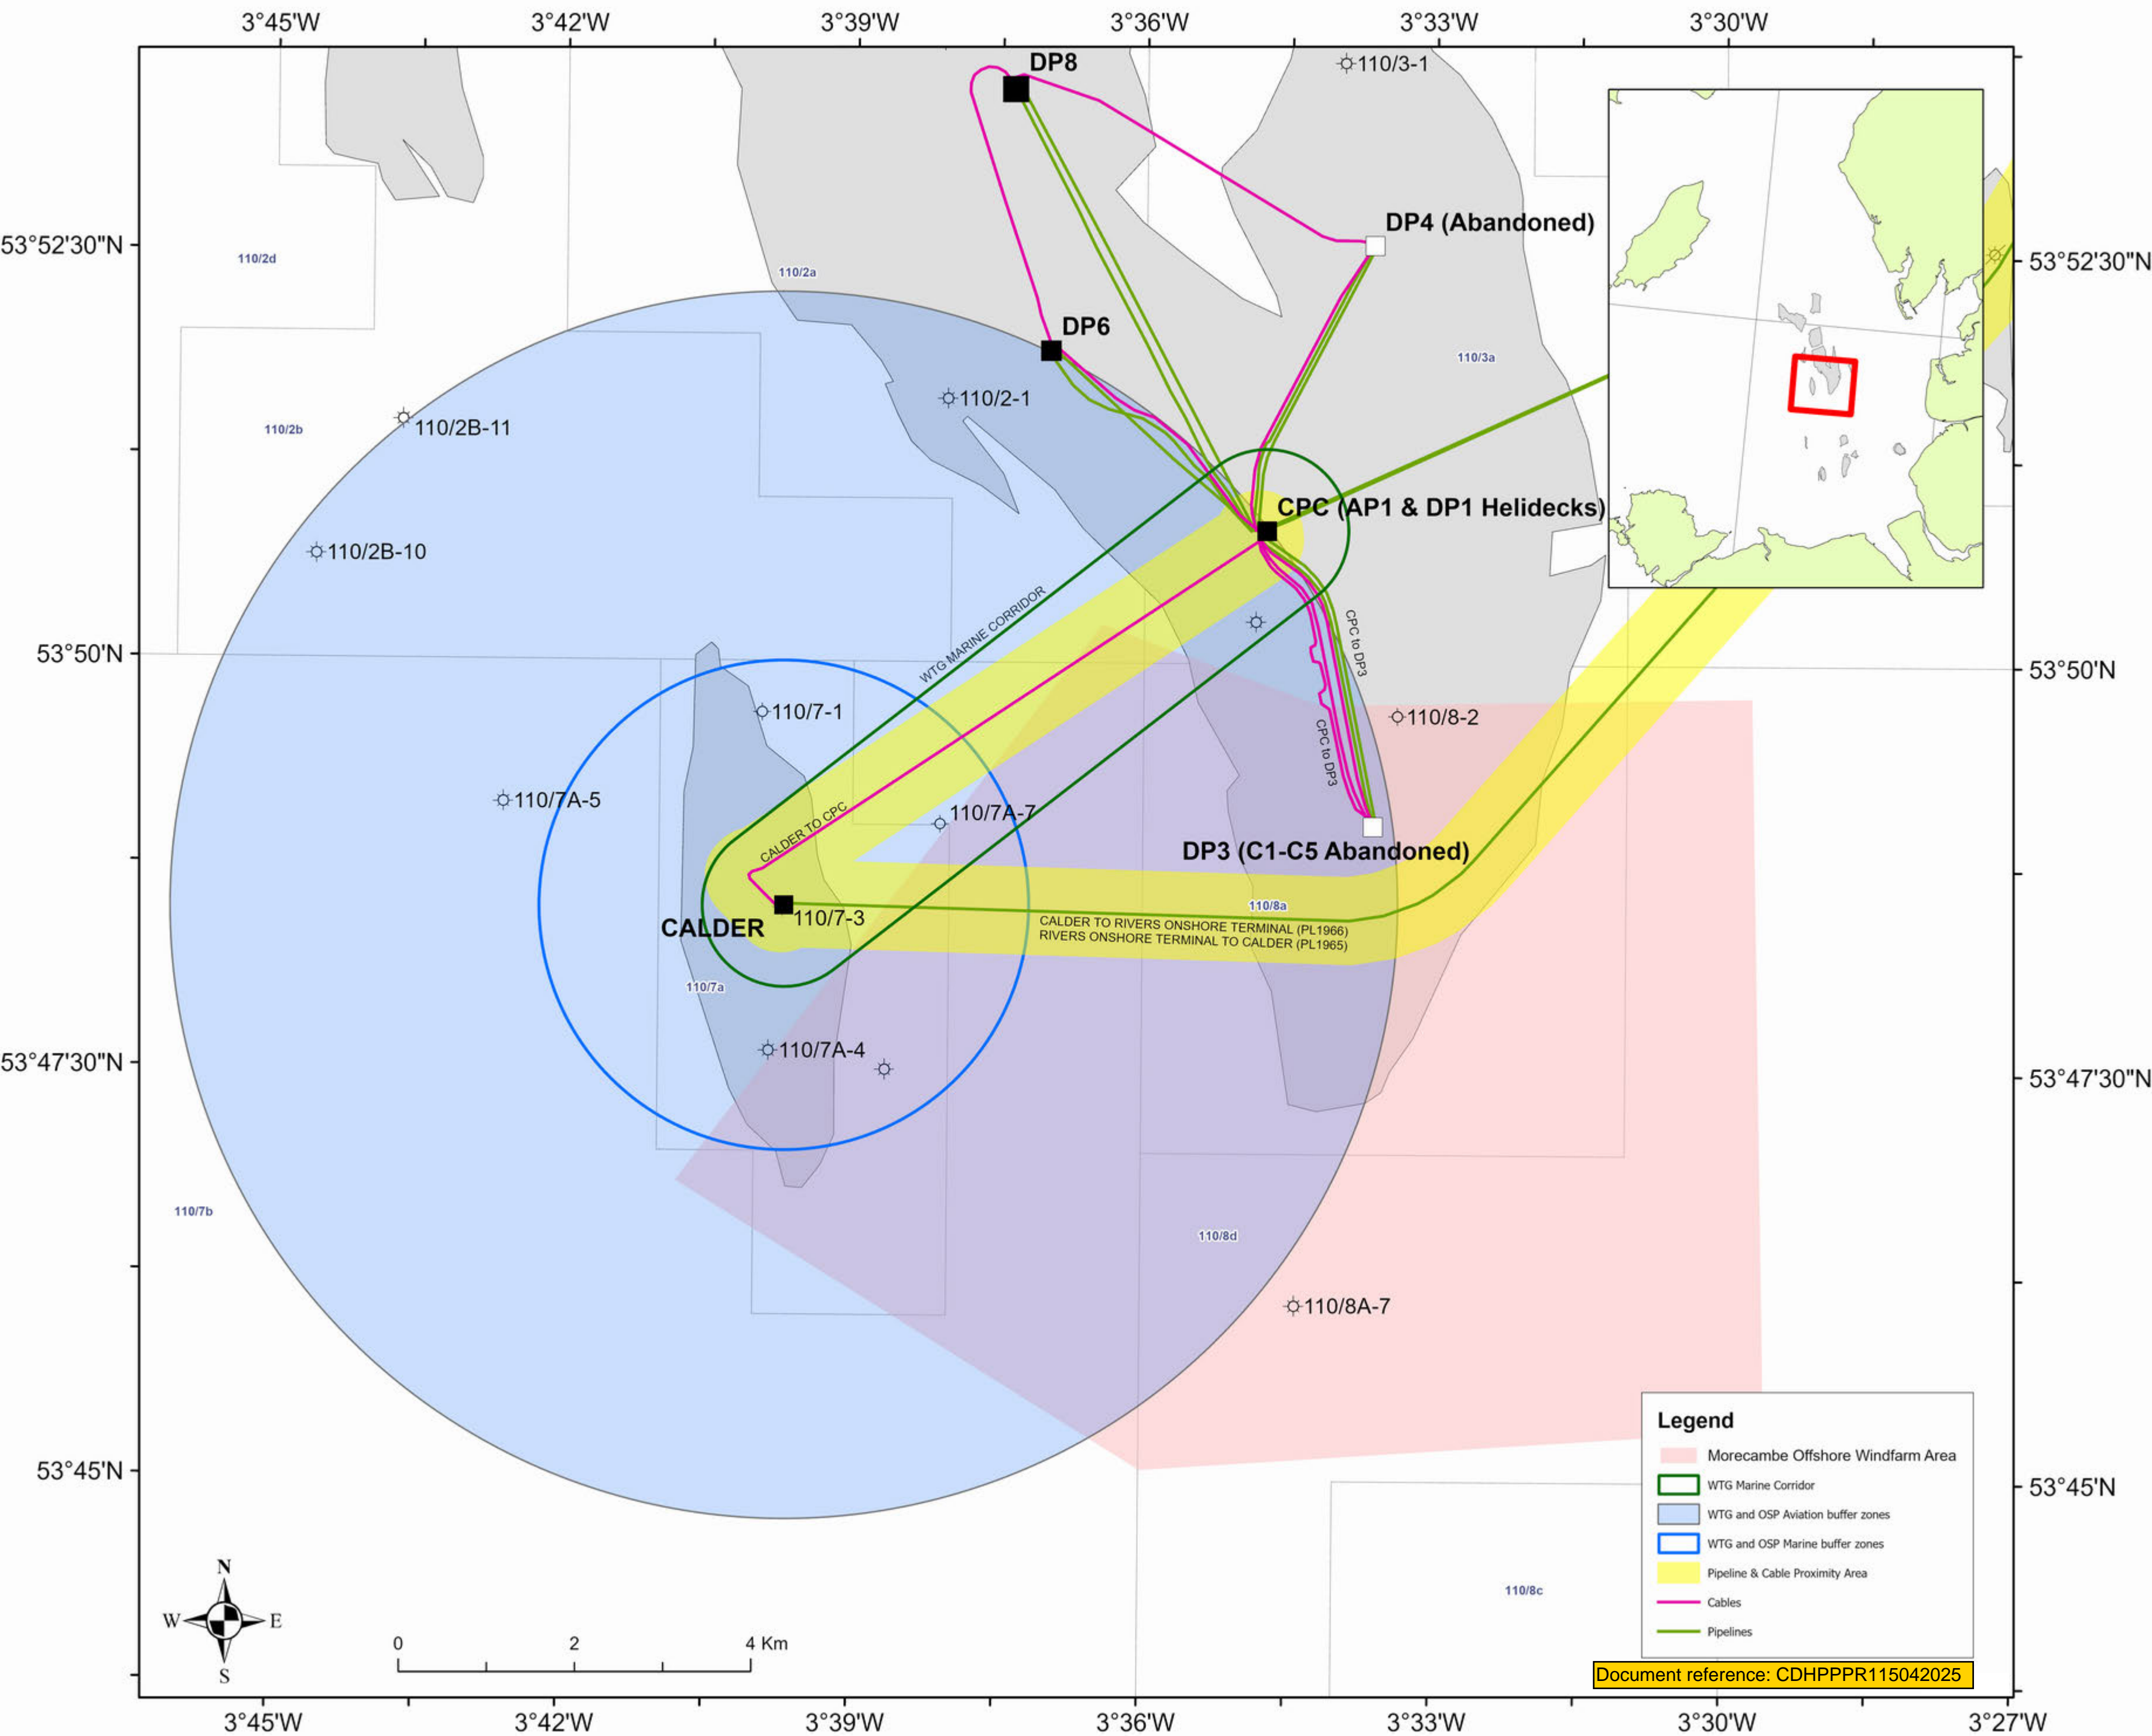 3°45'W
3°42'W
3°39'W
3°36'W
3°33'W
3°30'W
DP8
110/3-1
DP4 (Abandoned)
53°52'30"N
53°52'30"N
110/2d
110/2a
DP6
110/3a
110/2-1
110/2B-11
110/2b
CPC (AP1 & DP1 Helidecks)
110/2B-10
WTG MARINE CORRIDOR
CPC to DP3
53°50'N
53°50'N
110/7-1
110/8-2
CPC to DP3
110/7A-5
110/7A-7
CALDER TO CPC
DP3 (C1-C5 Abandoned)
110/8a
110/7-3
CALDER
CALDER TO RIVERS ONSHORE TERMINAL (PL1966)
RIVERS ONSHORE TERMINAL TO CALDER (PL1965)
110/7a
110/7A-4
53°47'30"N
53°47'30"N
110/7b
110/8d
110/8A-7
53°45'N
53°45'N
Legend
Morecambe Offshore Windfarm Area
WTG Marine Corridor
WTG and OSP Aviation buffer zones
WTG and OSP Marine buffer zones
Pipeline & Cable Proximity Area
Cables
Pipelines
110/8c
N
W
E
S
0
2
4 Km
Document reference: CDHPPPR115042025
3°45'W
3°42'W
3°39'W
3°36'W
3°33'W
3°30'W
3°27'W